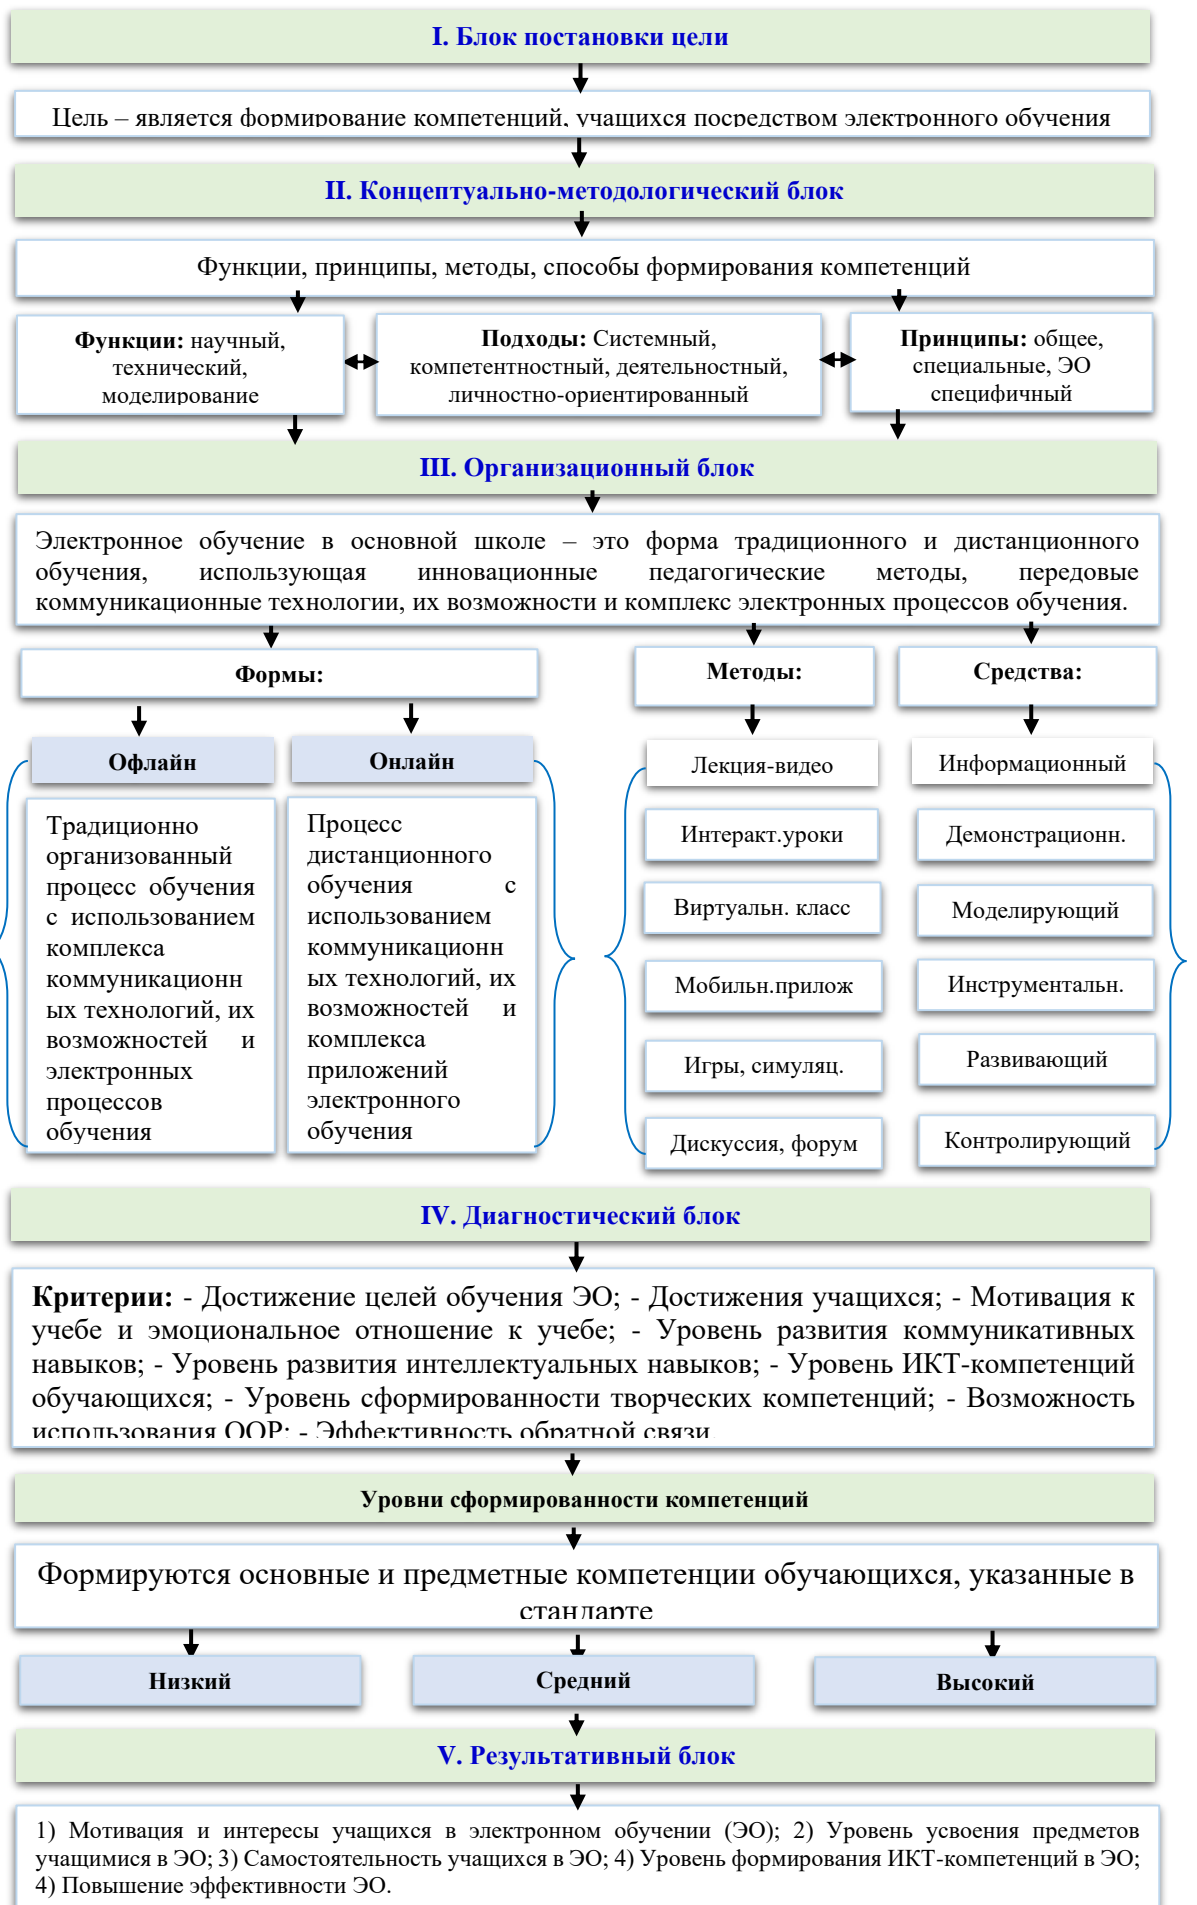 I. Блок постановки цели
Цель – является формирование компетенций, учащихся посредством электронного обучения
II. Концептуально-методологический блок
Функции, принципы, методы, способы формирования компетенций
Функции: научный,
технический,
моделирование
Подходы: Системный,
компетентностный, деятельностный,
личностно-ориентированный
Принципы: общее,
специальные, ЭО
специфичный
III. Организационный блок
Электронное обучение в основной школе – это форма традиционного и дистанционного
обучения, использующая инновационные педагогические методы, передовые
коммуникационные технологии, их возможности и комплекс электронных процессов обучения.
Формы:
Офлайн
Традиционно
организованный
процесс обучения
с использованием
комплекса
коммуникационн
ых технологий, их
возможностей и
электронных
процессов
обучения
Онлайн
Процесс
дистанционного
обучения с
использованием
коммуникационн
ых технологий, их
возможностей и
комплекса
приложений
электронного
обучения
Методы:
Лекция-видео
Интеракт.уроки
Виртуальн. класс
Мобильн.прилож
Игры, симуляц.
Дискуссия, форум
Средства:
Информационный
Демонстрационн.
Моделирующий
Инструментальн.
Развивающий
Контролирующий
IV. Диагностический блок
Критерии: - Достижение целей обучения ЭО; - Достижения учащихся; - Мотивация к
учебе и эмоциональное отношение к учебе; - Уровень развития коммуникативных
навыков; - Уровень развития интеллектуальных навыков; - Уровень ИКТ-компетенций
обучающихся; - Уровень сформированности творческих компетенций; - Возможность
использования ООР; - Эффективность обратной связи.
Уровни сформированности компетенций
Формируются основные и предметные компетенции обучающихся, указанные в
стандарте
Низкий
Средний
Высокий
V. Результативный блок
1) Мотивация и интересы учащихся в электронном обучении (ЭО); 2) Уровень усвоения предметов
учащимися в ЭО; 3) Самостоятельность учащихся в ЭО; 4) Уровень формирования ИКТ-компетенций в ЭО;
4) Повышение эффективности ЭО.